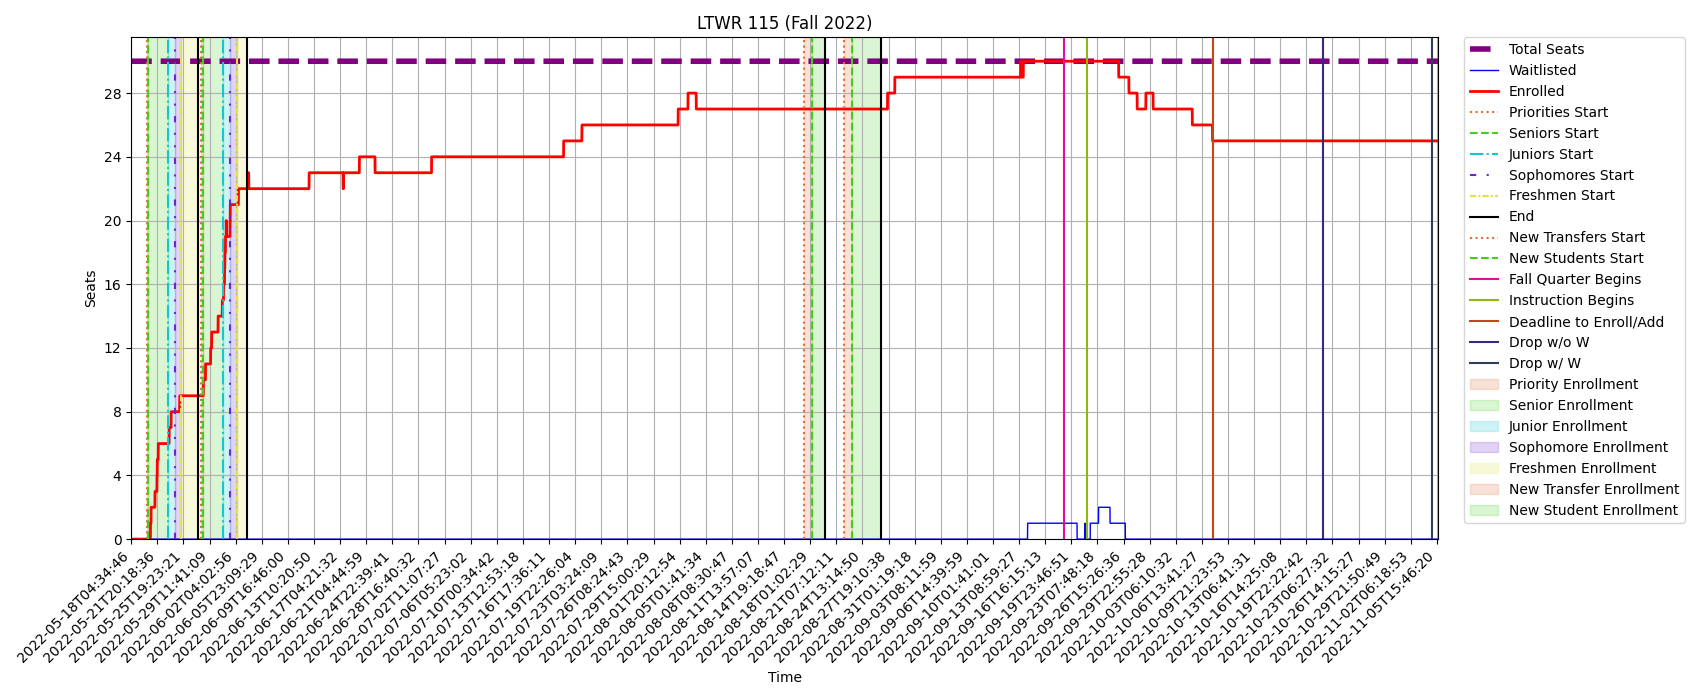 LTWR 115 (Fall 2022)
Seats
28
24
20
16
12
8
4
0
2022-05-18T04:34:46
2022-05-21T20:18:36
2022-05-25T19:23:21
2022-05-29T11:41:09
2022-06-02T04:02:56
2022-06-05T23:09:29
2022-06-09T16:46:00
2022-06-13T10:20:50
2022-06-17T04:21:32
2022-06-21T04:44:59
2022-06-24T22:39:41
2022-06-28T16:40:32
2022-07-02T11:07:27
2022-07-06T05:23:02
2022-07-10T00:34:42
2022-07-13T12:53:18
2022-07-16T17:36:11
2022-07-19T22:26:04
2022-07-23T03:24:09
2022-07-26T08:24:43
2022-07-29T15:00:29
2022-08-01T20:12:54
2022-08-05T01:41:34
2022-08-08T08:30:47
2022-08-11T13:57:07
2022-08-14T19:18:47
2022-08-18T01:02:29
2022-08-21T07:12:11
2022-08-24T13:14:50
2022-08-27T19:10:38
2022-08-31T01:19:18
2022-09-03T08:11:59
2022-09-06T14:39:59
2022-09-10T01:41:01
2022-09-13T08:59:27
2022-09-16T16:15:13
2022-09-19T23:46:51
2022-09-23T07:48:18
2022-09-26T15:26:36
2022-09-29T22:55:28
2022-10-03T06:10:32
2022-10-06T13:41:27
2022-10-09T21:23:53
2022-10-13T06:41:31
2022-10-16T14:25:08
2022-10-19T22:22:42
2022-10-23T06:27:32
2022-10-26T14:15:27
2022-10-29T21:50:49
2022-11-02T06:18:53
2022-11-05T15:46:20
Time
Total Seats
Waitlisted
Enrolled
Priorities Start
Seniors Start
Juniors Start
Sophomores Start
Freshmen Start
End
New Transfers Start
New Students Start
Fall Quarter Begins
Instruction Begins
Deadline to Enroll/Add
Drop w/o W
Drop w/ W
Priority Enrollment
Senior Enrollment
Junior Enrollment
Sophomore Enrollment
Freshmen Enrollment
New Transfer Enrollment
New Student Enrollment